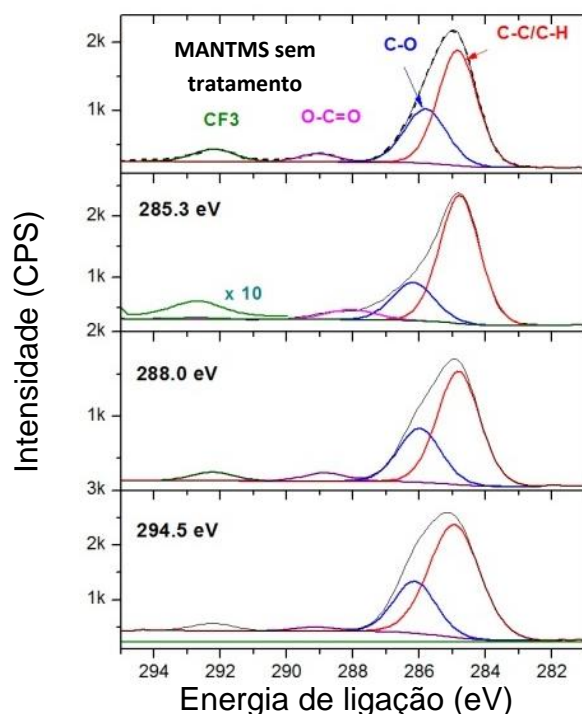 Intensidade (CPS)
2k
1k
MANTMS sem
tratamento
CF3
O-C=O
C-O
C-C/C-H
2k
1k
285.3 eV
x 10
2k
1k
288.0 eV
3k
2k
1k
294.5 eV
294 292 290 288 286 284 282
Energia de ligação (eV)